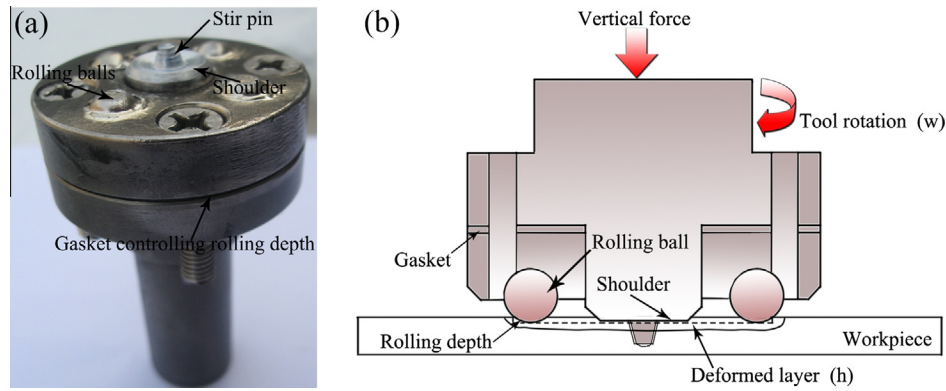 (a)
Stir pin
Rolling balls
Shoulder
Gasket controlling rolling depth
(b)
Vertical force
Tool rotation (w)
Gasket
Rolling ball
Shoulder
Rolling depth
Workpiece
Deformed layer (h)